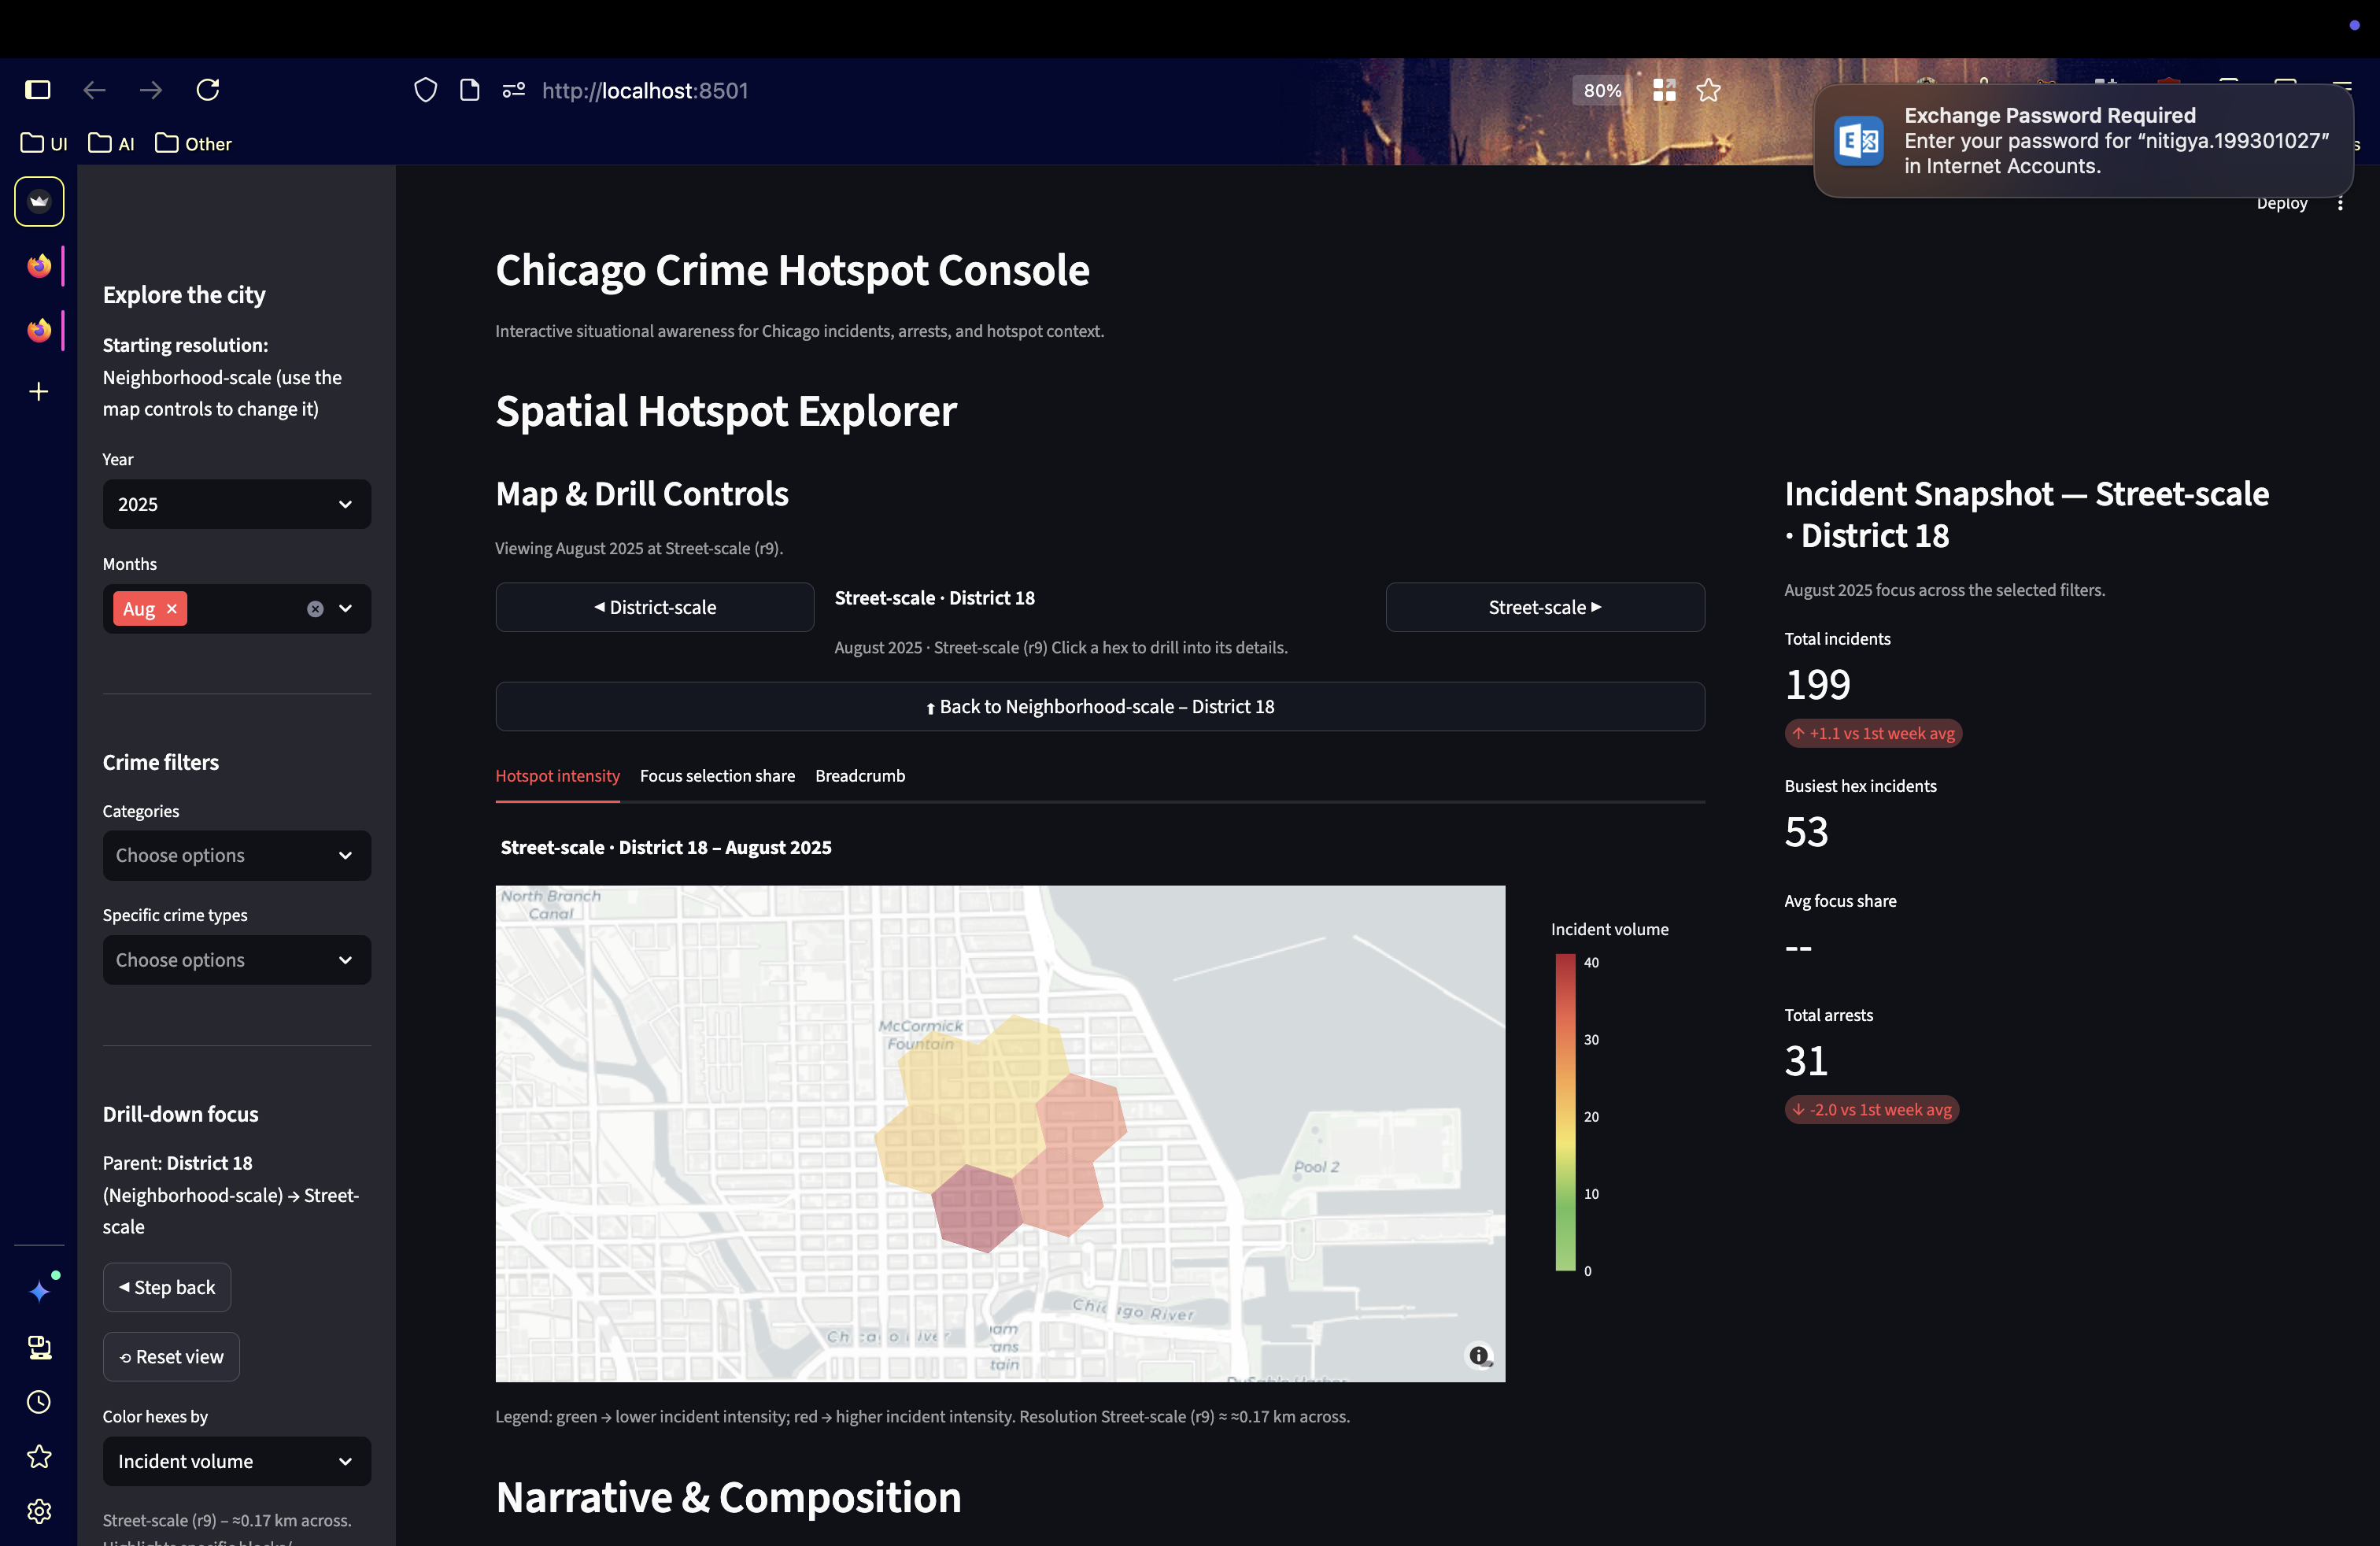 http://localhost:8501
80%
UI
AI
Other
Exchange Password Required
Enter your password for “nitigya.199301027”
in Internet Accounts.
Deploy
Explore the city
Starting resolution:
Neighborhood-scale (use the
map controls to change it)
Year
2025
Months
Aug
Crime filters
Categories
Choose options
Specific crime types
Choose options
Drill-down focus
Parent: District 18
(Neighborhood-scale) → Street-
scale
◂ Step back
⟲ Reset view
Color hexes by
Incident volume
Street-scale (r9) – ≈0.17 km across.
Chicago Crime Hotspot Console
Interactive situational awareness for Chicago incidents, arrests, and hotspot context.
Spatial Hotspot Explorer
Map & Drill Controls
Viewing August 2025 at Street-scale (r9).
◂ District-scale
Street-scale · District 18
Street-scale ▸
August 2025 · Street-scale (r9) Click a hex to drill into its details.
⬆ Back to Neighborhood-scale – District 18
Hotspot intensity
Focus selection share
Breadcrumb
Street-scale · District 18 – August 2025
North Branch
Canal
McCormick
Fountain
Pool 2
Chicago River
Chicago River
tain
Incident volume
40
30
20
10
0
Legend: green → lower incident intensity; red → higher incident intensity. Resolution Street-scale (r9) ≈ ≈0.17 km across.
Narrative & Composition
Incident Snapshot — Street-scale
· District 18
August 2025 focus across the selected filters.
Total incidents
199
↑ +1.1 vs 1st week avg
Busiest hex incidents
53
Avg focus share
--
Total arrests
31
↓ -2.0 vs 1st week avg